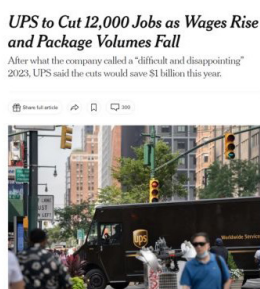 UPS to Cut 12,000 Jobs as Wages Rise
and Package Volumes Fall
After what the company called a “difficult and disappointing”
2023, UPS said the cuts would save $1 billion this year.
Share full article
300
ups
Worldwide Service